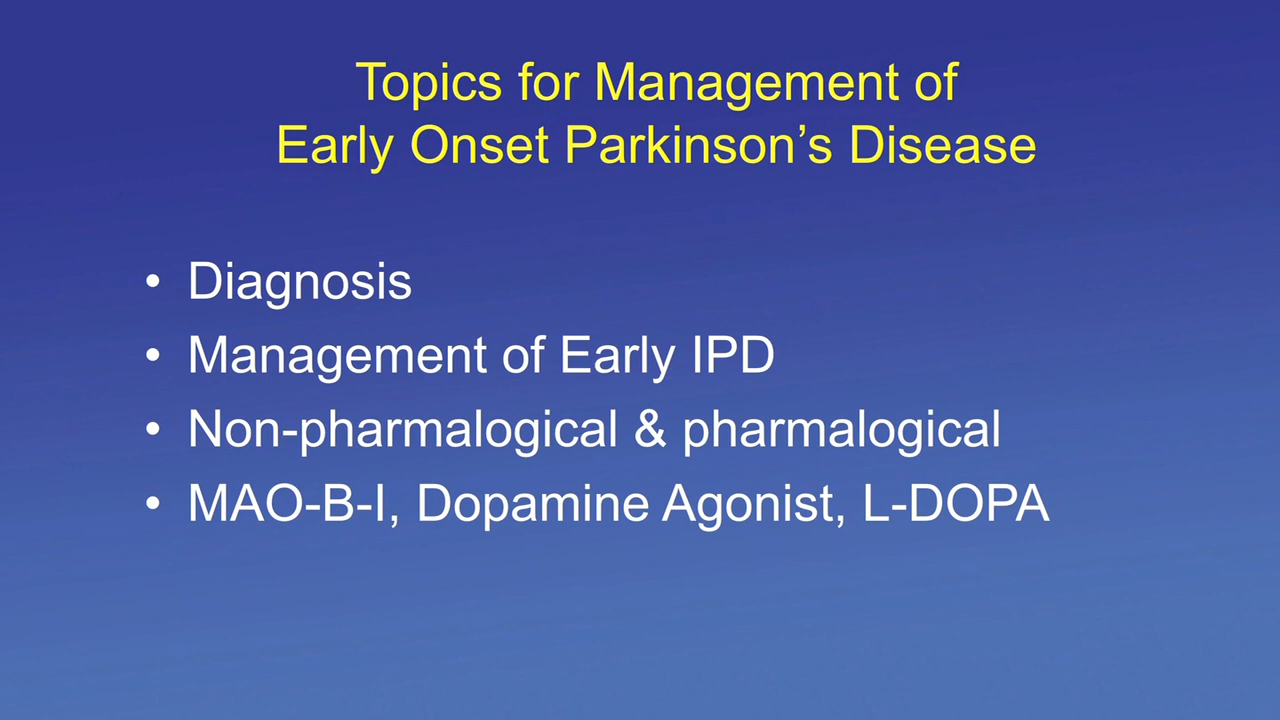 Topics for Management of
Early Onset Parkinson’s Disease
• Diagnosis
• Management of Early IPD
• Non-pharmalogical & pharmalogical
• MAO-B-I, Dopamine Agonist, L-DOPA